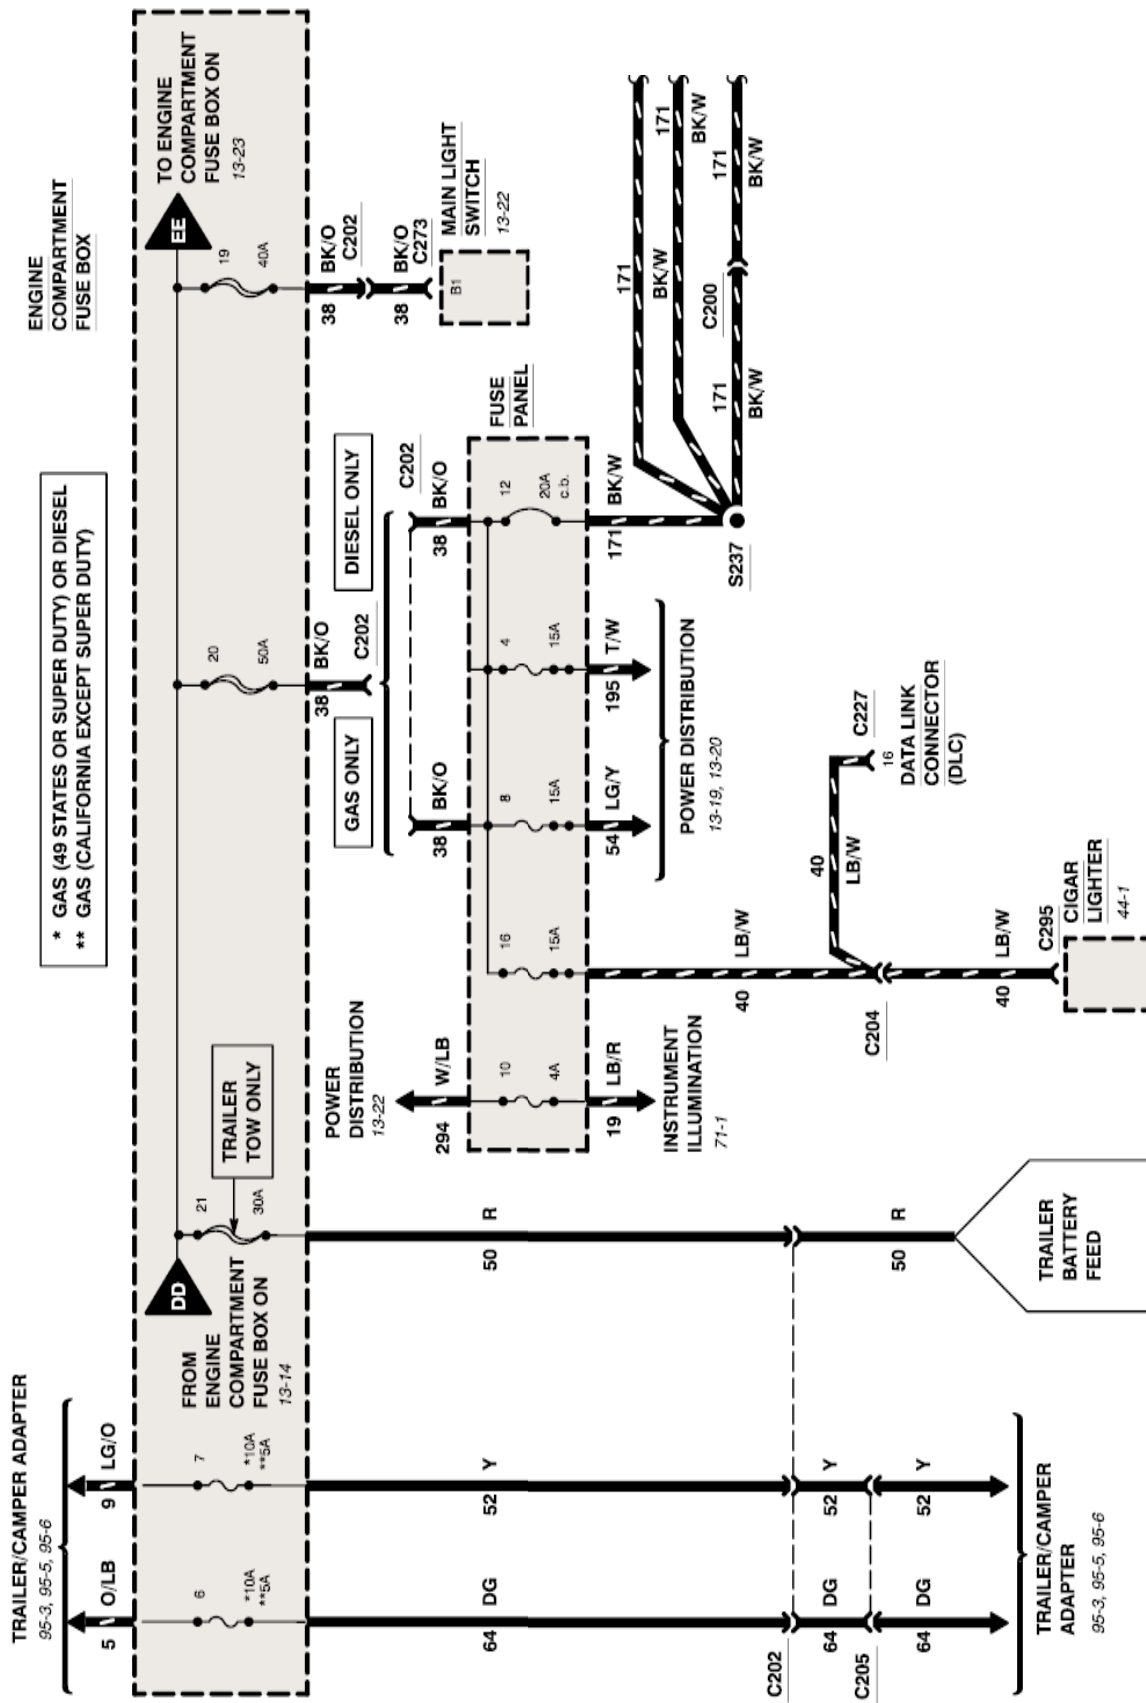 TRAILER/CAMPER ADAPTER
95-3, 95-5, 95-6
5 O/LB
9 LG/O
ENGINE
COMPARTMENT
FUSE BOX
* GAS (49 STATES OR SUPER DUTY) OR DIESEL
** GAS (CALIFORNIA EXCEPT SUPER DUTY)
6
*10A
**5A
7
*10A
**5A
DD
FROM
ENGINE
COMPARTMENT
FUSE BOX ON
13-14
21
30A
TRAILER
TOW ONLY
20
50A
19
40A
EE
TO ENGINE
COMPARTMENT
FUSE BOX ON
13-23
38 BK/O
C202
38 BK/O
C202
38 BK/O
C273
B1
MAIN LIGHT
SWITCH
13-22
GAS ONLY
DIESEL ONLY
38 BK/O
38 BK/O
C202
POWER
DISTRIBUTION
13-22
294 W/LB
FUSE
PANEL
10
4A
16
15A
8
15A
4
15A
12
20A
c.b.
19 LB/R
INSTRUMENT
ILLUMINATION
71-1
54 LG/Y
195 T/W
POWER DISTRIBUTION
13-19, 13-20
171 BK/W
S237
171
BK/W
171
BK/W
171
BK/W
C200
171
BK/W
40
LB/W
C204
40
LB/W
C227
16
DATA LINK
CONNECTOR
(DLC)
40
LB/W
C295
CIGAR
LIGHTER
44-1
64 DG
52 Y
50 R
C202
64 DG
52 Y
C205
64 DG
52 Y
50 R
TRAILER/CAMPER
ADAPTER
95-3, 95-5, 95-6
TRAILER
BATTERY
FEED